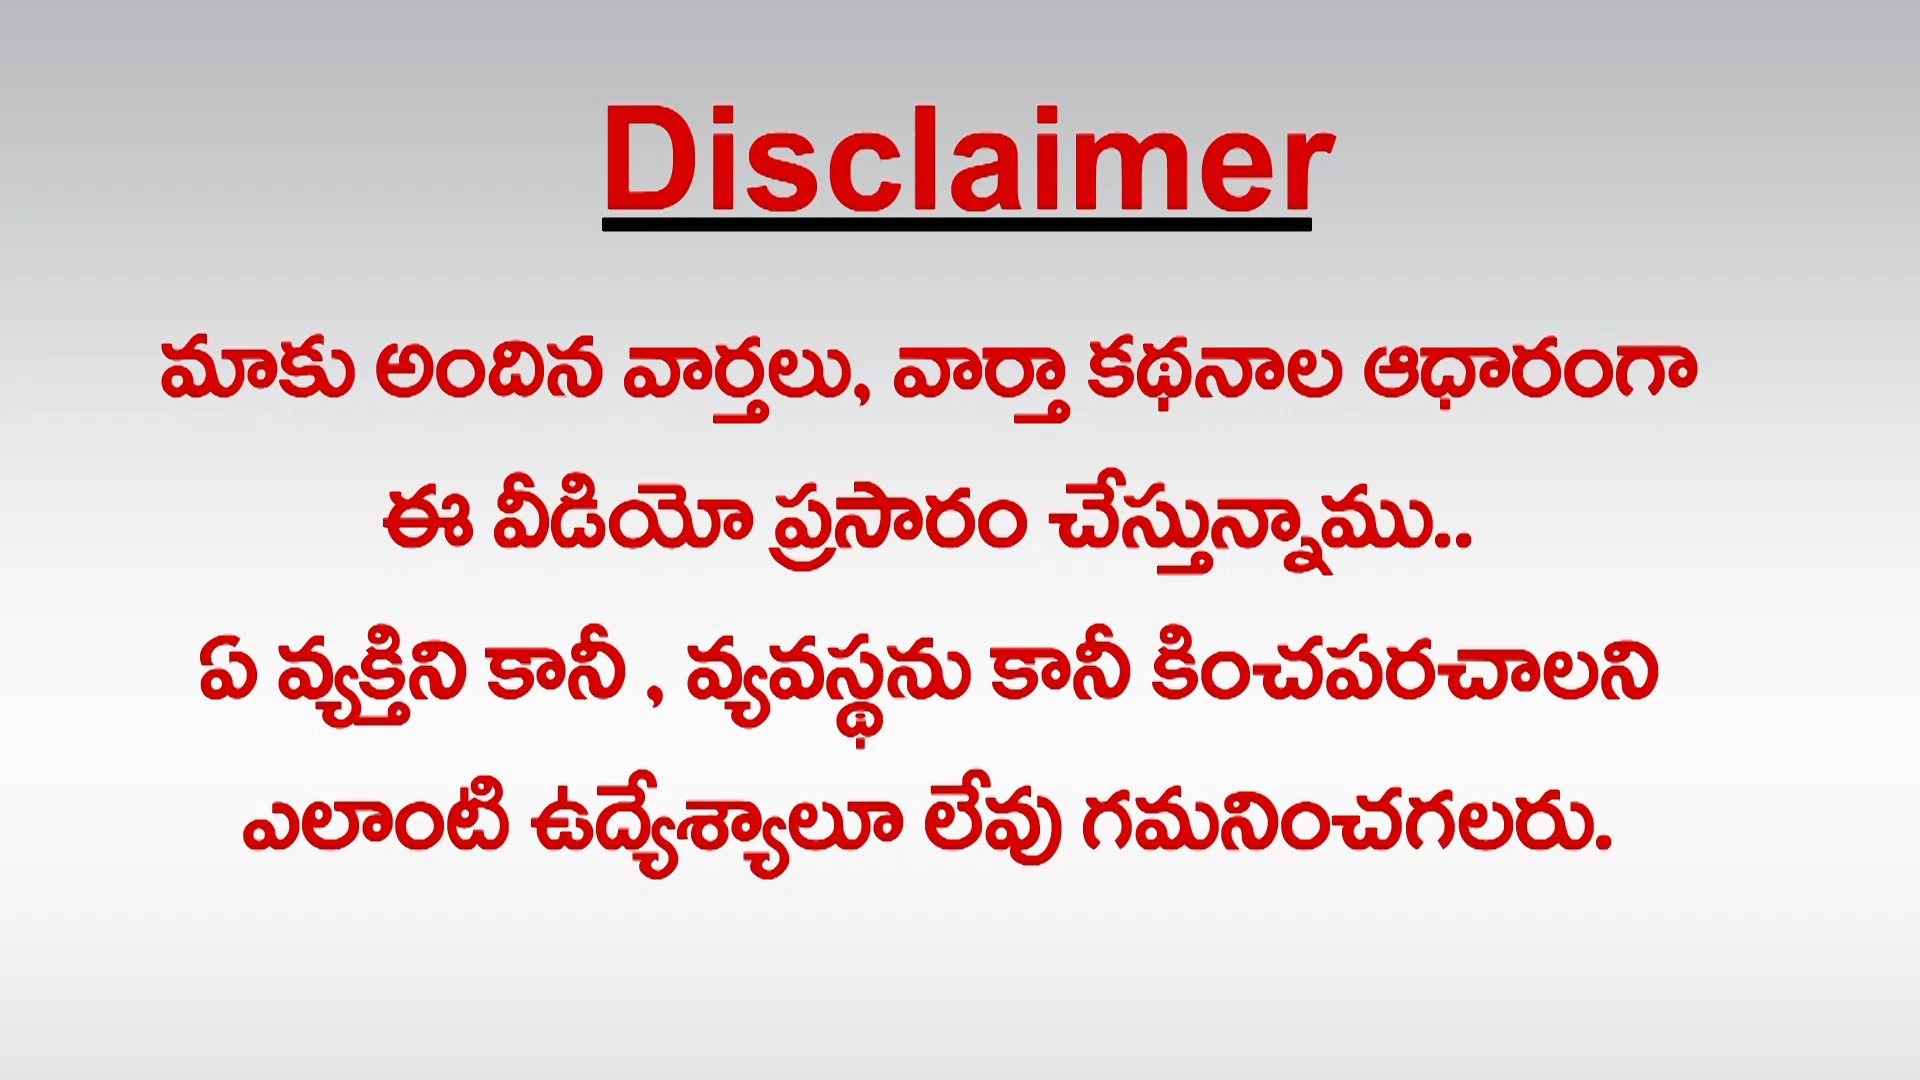 Disclaimer
మాకు అందిన వార్తలు, వార్తా కథనాల ఆధారంగా
ఈ వీడియో ప్రసారం చేస్తున్నాము..
ఏ వ్యక్తిని కానీ , వ్యవస్థను కానీ కించపరచాలని
ఎలాంటి ఉద్యేశ్యాలూ లేవు గమనించగలరు.